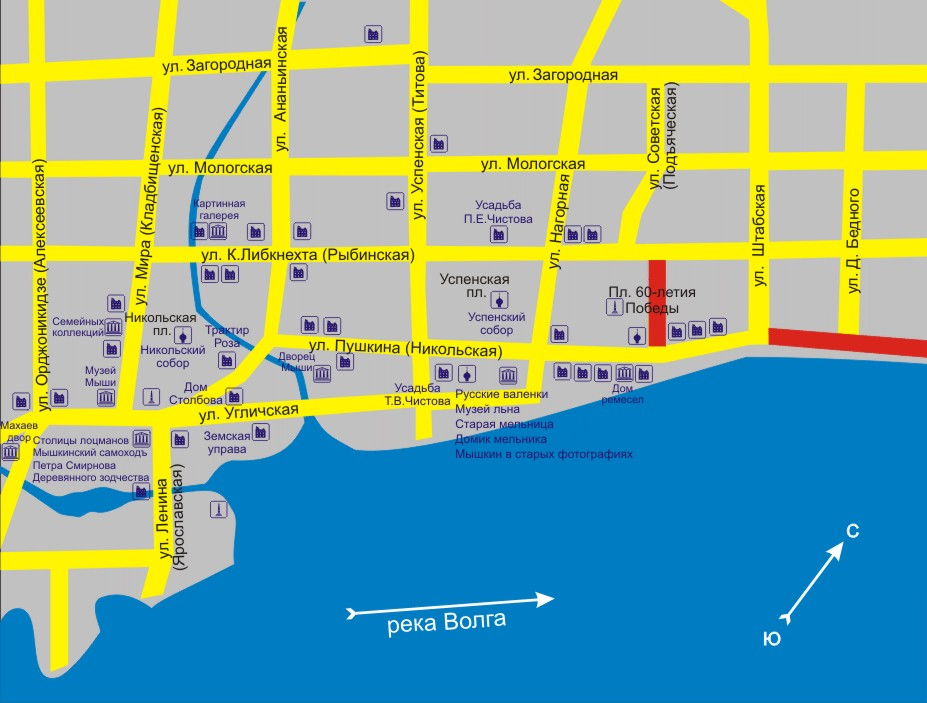 ул. Загородная
ул. Ананьинская
ул. Успенская (Титова)
ул. Загородная
ул. Советская
(Подъяческая)
ул. Мологская
ул. Мологская
ул. Орджоникидзе (Алексеевская)
ул. Мира (Кладбищенская)
Картинная
галерея
Усадьба
П.Е.Чистова
ул. Нагорная
ул. Штабская
ул. Д. Бедного
ул. К.Либкнехта (Рыбинская)
Успенская
пл.
Успенский
собор
Пл. 60-летия
Победы
Семейных
коллекций
Никольская
пл.
Никольский
собор
Трактир
Роза
ул. Пушкина (Никольская)
Дворец
Мыши
Музей
Мыши
Дом
Столбова
Усадьба
Т.В.Чистова
Русские валенки
Музей льна
Старая мельница
Домик мельника
Мышкин в старых фотографиях
Дом
ремесел
ул. Угличская
Махаев
двор
Столицы лоцманов
Мышкинский самоходъ
Петра Смирнова
Деревянного зодчества
Земская
управа
ул. Ленина
(Ярославская)
река Волга
С
Ю